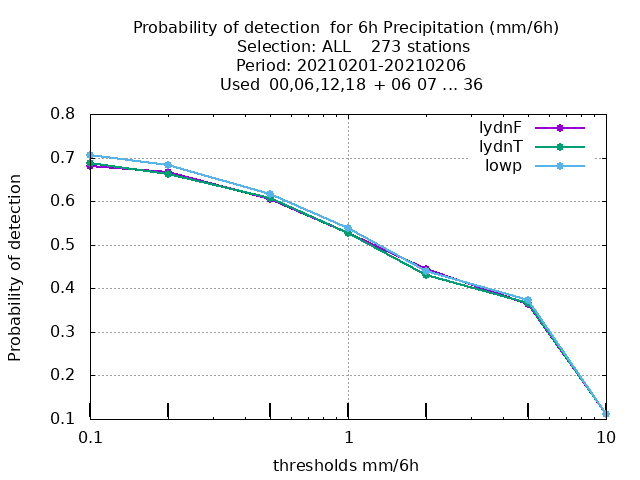 Probability of detection  for 6h Precipitation (mm/6h)
Selection: ALL    273 stations
Period: 20210201-20210206
Used  00,06,12,18  + 06 07 ... 36
lydnF
lydnT
lowp
0.8
0.7
0.6
0.5
0.4
0.3
0.2
0.1
Probability of detection
0.1 1 10
thresholds mm/6h